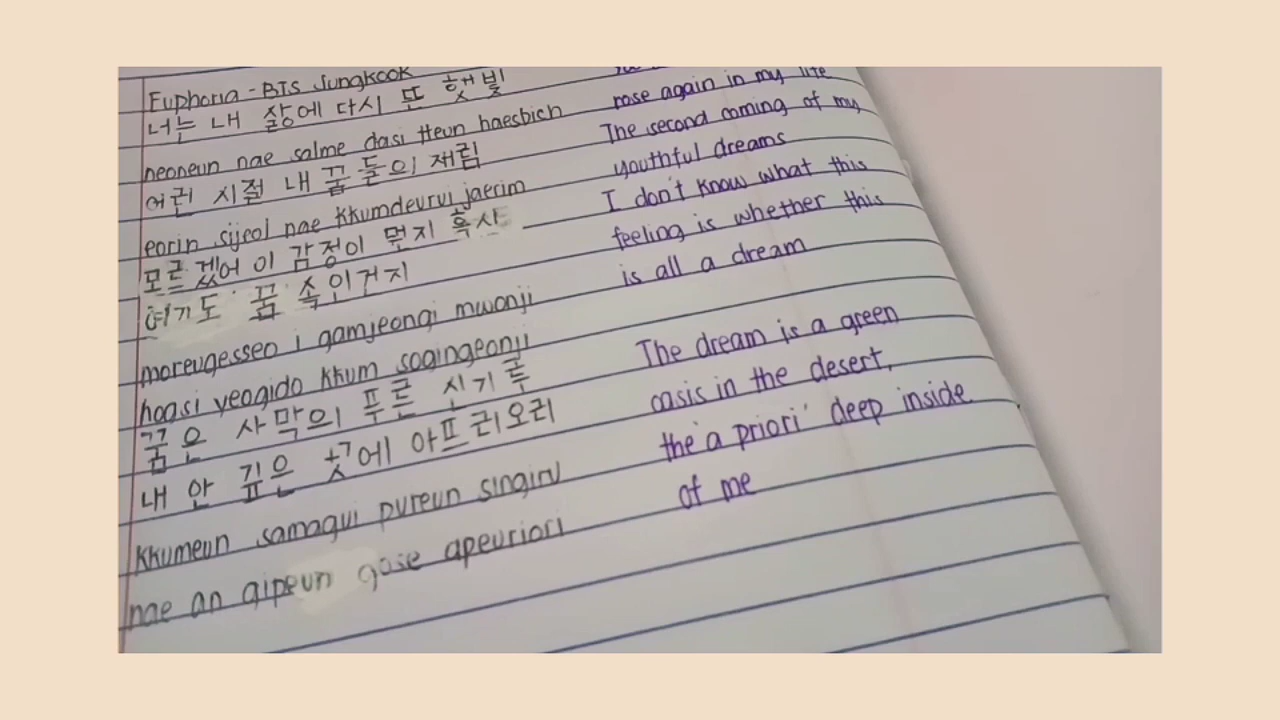 Euphoria - BTS Jungkook
너는 내 삶에 다시 뜬 햇빛
neoneun nae salme dasi tteun haesbich
어린 시절 내 꿈들의 재림
eorin sijeol nae kkumdeurui jaerim
모르겠어 이 감정이 뭔지 혹시
여기도 꿈 속인건지
moreugesseo i gamjeongi mwonji
hogsi yeogido kkum sogingeonji
꿈은 사막의 푸른 신기루
내 안 깊은 곳에 아프리오리
kkumeun samagui pureun singiru
nae an gipeun gose apeuriori
rose again in my life
The second coming of my
youthful dreams
I don't know what this
feeling is whether this
is all a dream
The dream is a green
oasis in the desert,
the 'a priori' deep inside
of me